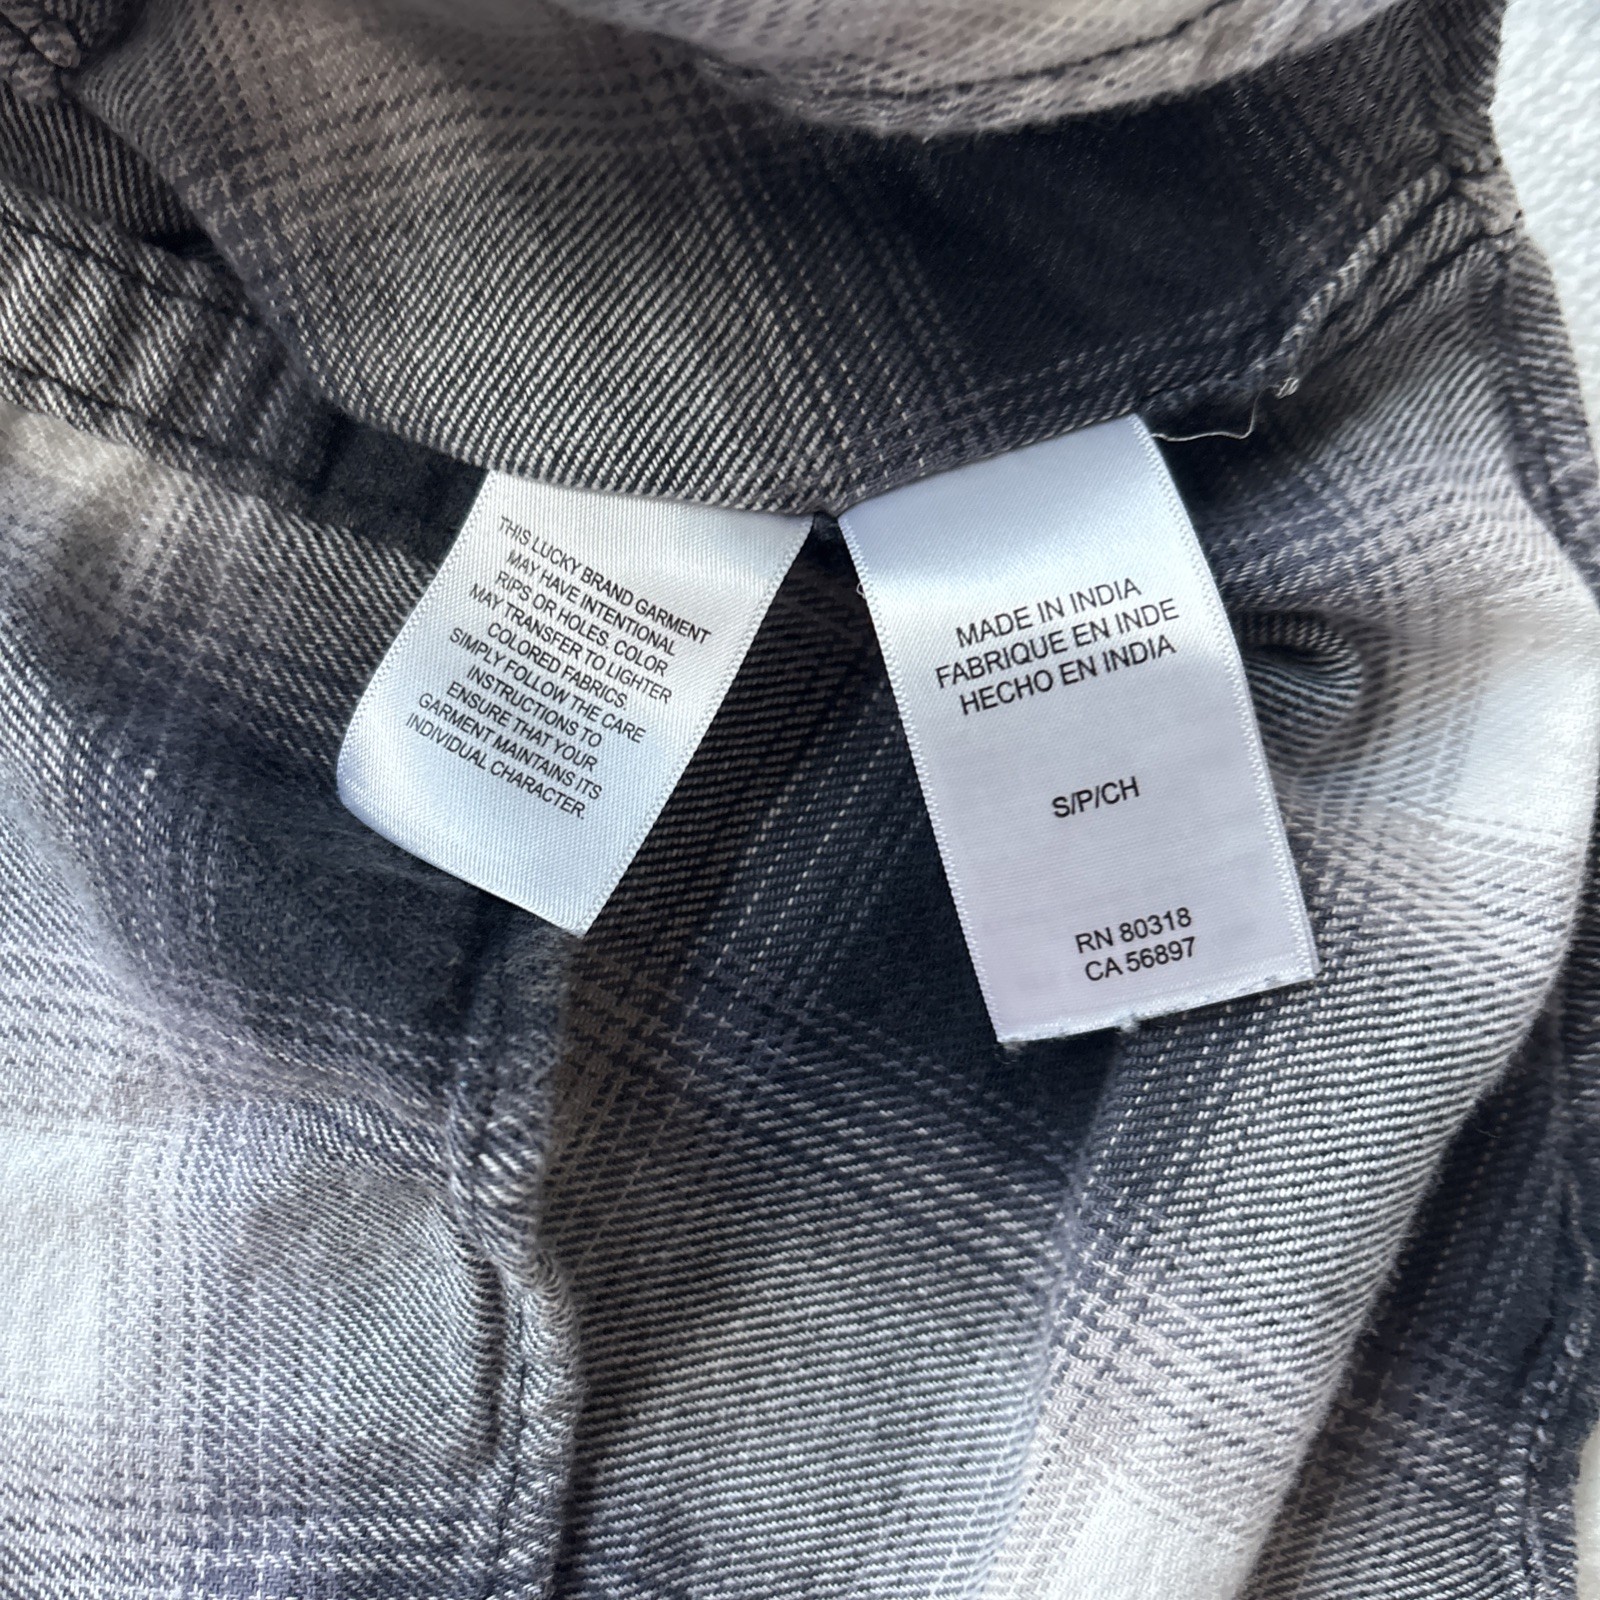 THIS LUCKY BRAND GARMENT
MAY HAVE INTENTIONAL
RIPS OR HOLES. COLOR
MAY TRANSFER TO LIGHTER
COLORED FABRICS.
SIMPLY FOLLOW THE CARE
INSTRUCTIONS TO
ENSURE THAT YOUR
GARMENT MAINTAINS ITS
INDIVIDUAL CHARACTER.
MADE IN INDIA
FABRIQUE EN INDE
HECHO EN INDIA
S/P/CH
RN 80318
CA 56897